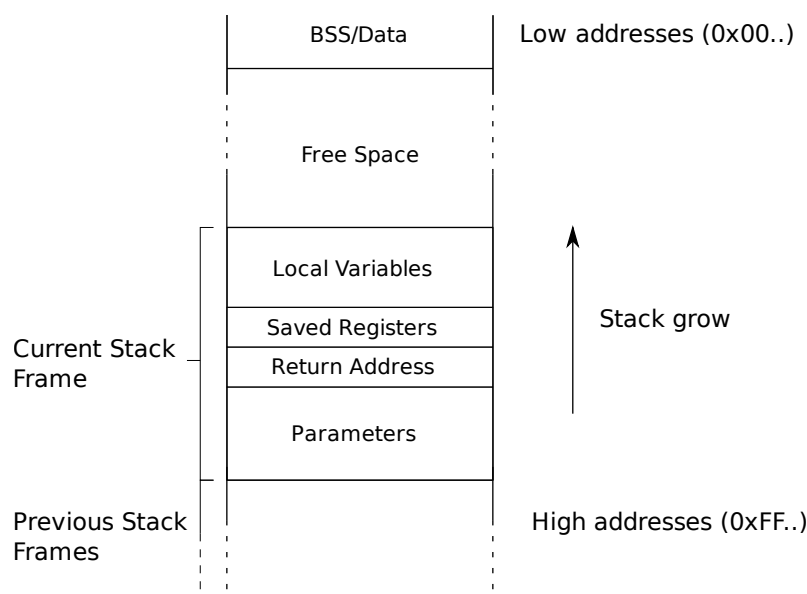 BSS/Data
Low addresses (0x00..)
Free Space
Local Variables
Saved Registers
Stack grow
Current Stack
Frame
Return Address
Parameters
Previous Stack
Frames
High addresses (0xFF..)